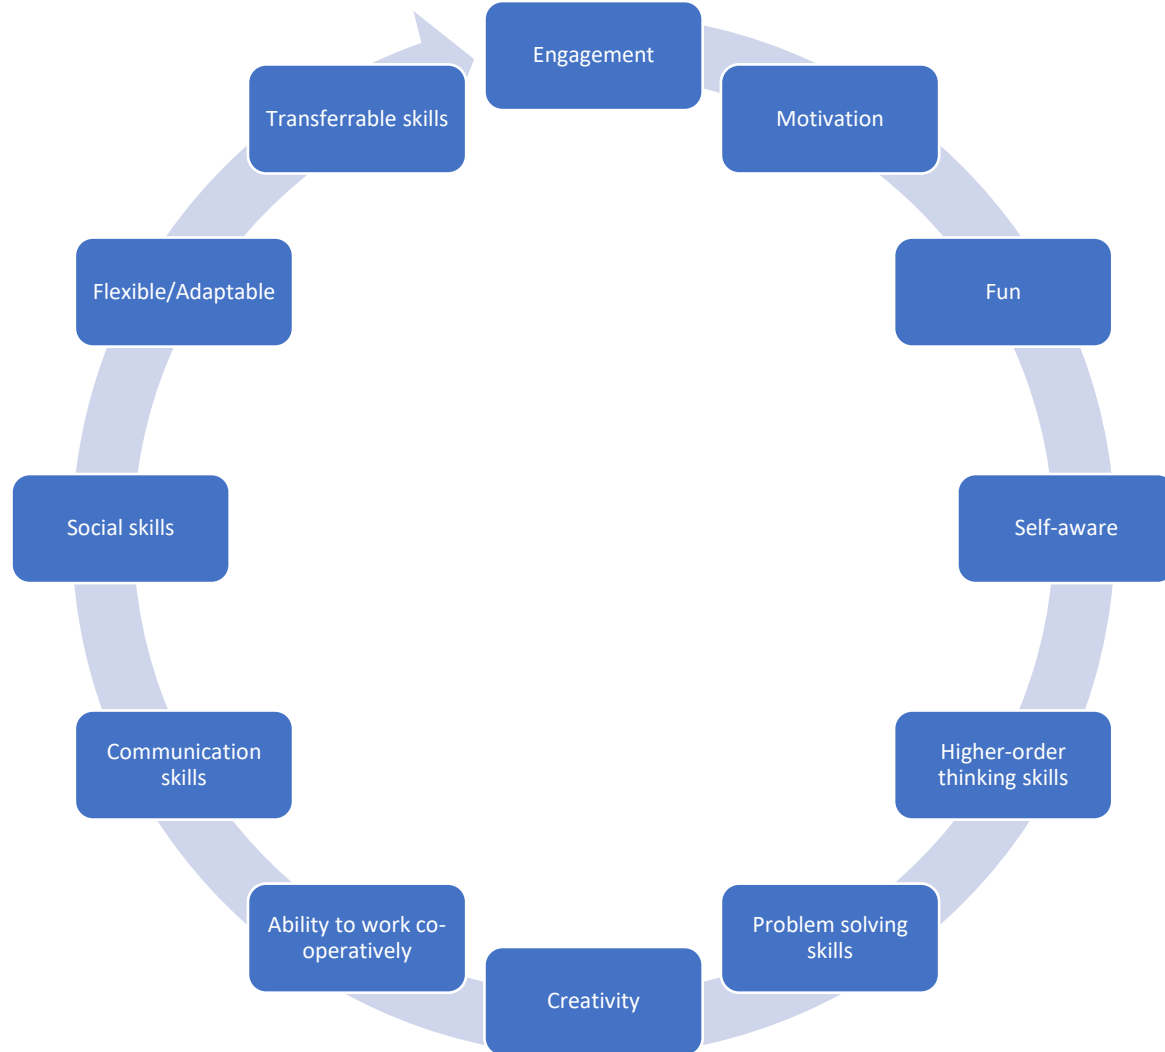 Engagement
Motivation
Fun
Self-aware
Higher-order
thinking skills
Problem solving
skills
Creativity
Ability to work co-
operatively
Communication
skills
Social skills
Flexible/Adaptable
Transferrable skills